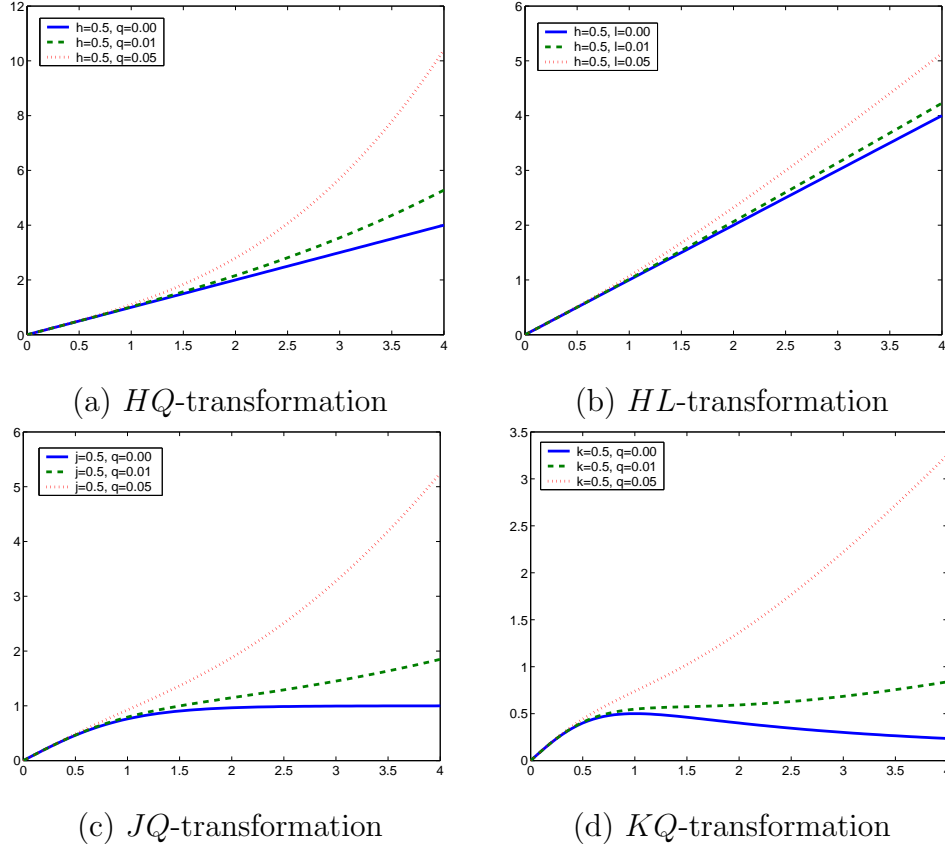 12
10
8
6
4
2
0
0 0.5 1 1.5 2 2.5 3 3.5 4
h=0.5, q=0.00
h=0.5, q=0.01
h=0.5, q=0.05
(a) HQ-transformation
6
5
4
3
2
1
0
0 0.5 1 1.5 2 2.5 3 3.5 4
h=0.5, l=0.00
h=0.5, l=0.01
h=0.5, l=0.05
(b) HL-transformation
6
5
4
3
2
1
0
0 0.5 1 1.5 2 2.5 3 3.5 4
j=0.5, q=0.00
j=0.5, q=0.01
j=0.5, q=0.05
(c) JQ-transformation
3.5
3
2.5
2
1.5
1
0.5
0
0 0.5 1 1.5 2 2.5 3 3.5 4
k=0.5, q=0.00
k=0.5, q=0.01
k=0.5, q=0.05
(d) KQ-transformation